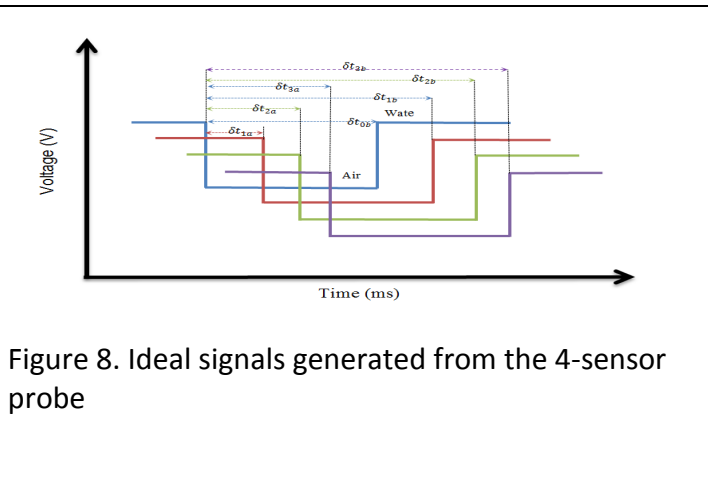 δt₃b
δt₂b
δt₃a
δt₁b
δt₂a
Wate
δt₀b
δt₁a
Air
Voltage (V)
Time (ms)
Figure 8. Ideal signals generated from the 4-sensor
probe